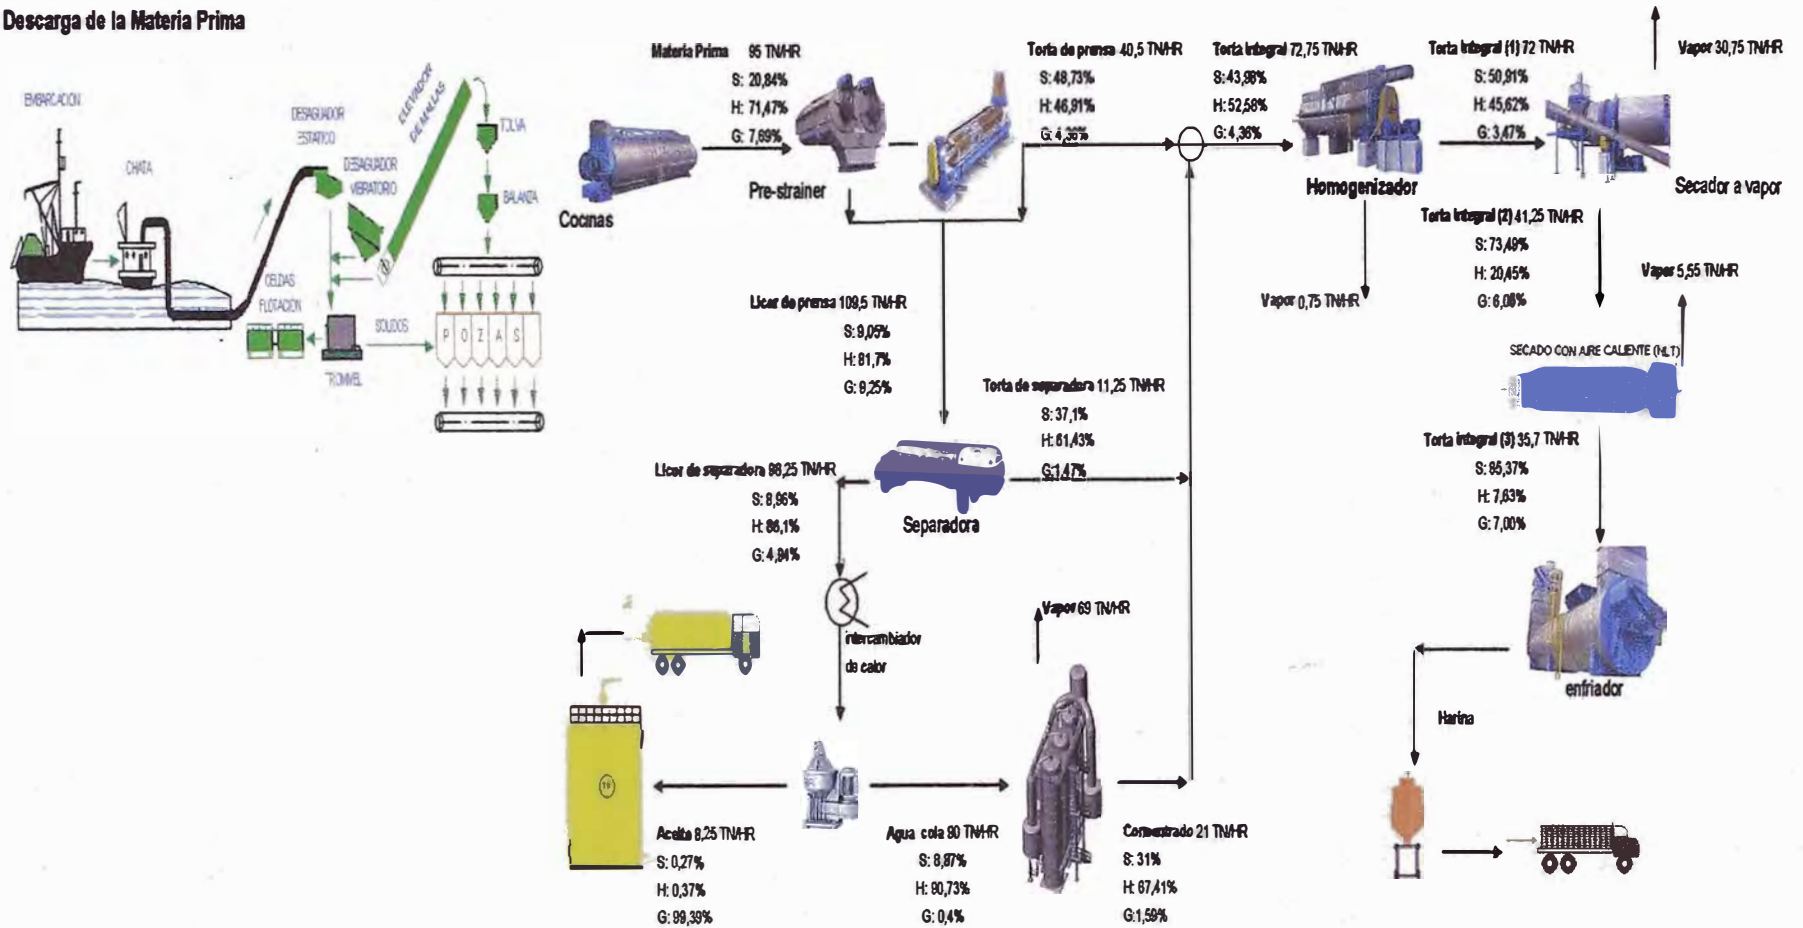 Descarga de la Materia Prima
EMBARCACION
CHATA
DESAGUADOR
ESTATICO
DESAGUADOR
VIBRATORIO
ELEVADOR
DE MALLAS
TOLVA
BALANZA
CELDAS
FLOTACION
SOLIDOS
TROMMEL
P O Z A S
Materia Prima 95 TN/HR
S: 20,84%
H: 71,47%
G: 7,69%
Cocinas
Pre-strainer
Torta de prensa 40,5 TN/HR
S: 48,73%
H: 46,91%
G: 4,36%
Torta Integral 72,75 TN/HR
S: 43,98%
H: 52,58%
G: 4,36%
Homogenizador
Vapor 0,75 TN/HR
Torta Integral (1) 72 TN/HR
S: 50,91%
H: 45,62%
G: 3,47%
Vapor 30,75 TN/HR
Secador a vapor
Torta Integral (2) 41,25 TN/HR
S: 73,49%
H: 20,45%
G: 6,06%
Vapor 5,55 TN/HR
SECADO CON AIRE CALIENTE (HLT)
Torta Integral (3) 35,7 TN/HR
S: 85,37%
H: 7,63%
G: 7,00%
enfriador
Harina
Licor de prensa 109,5 TN/HR
S: 9,05%
H: 81,7%
G: 9,25%
Torta de separadora 11,25 TN/HR
S: 37,1%
H: 61,43%
G:1,47%
Separadora
Licor de separadora 98,25 TN/HR
S: 8,96%
H: 86,1%
G: 4,94%
intercambiador
de calor
Vapor 69 TN/HR
Aceite 8,25 TN/HR
S: 0,27%
H: 0,37%
G: 99,39%
Agua cola 90 TN/HR
S: 8,87%
H: 90,73%
G: 0,4%
Concentrado 21 TN/HR
S: 31%
H: 67,41%
G:1,59%